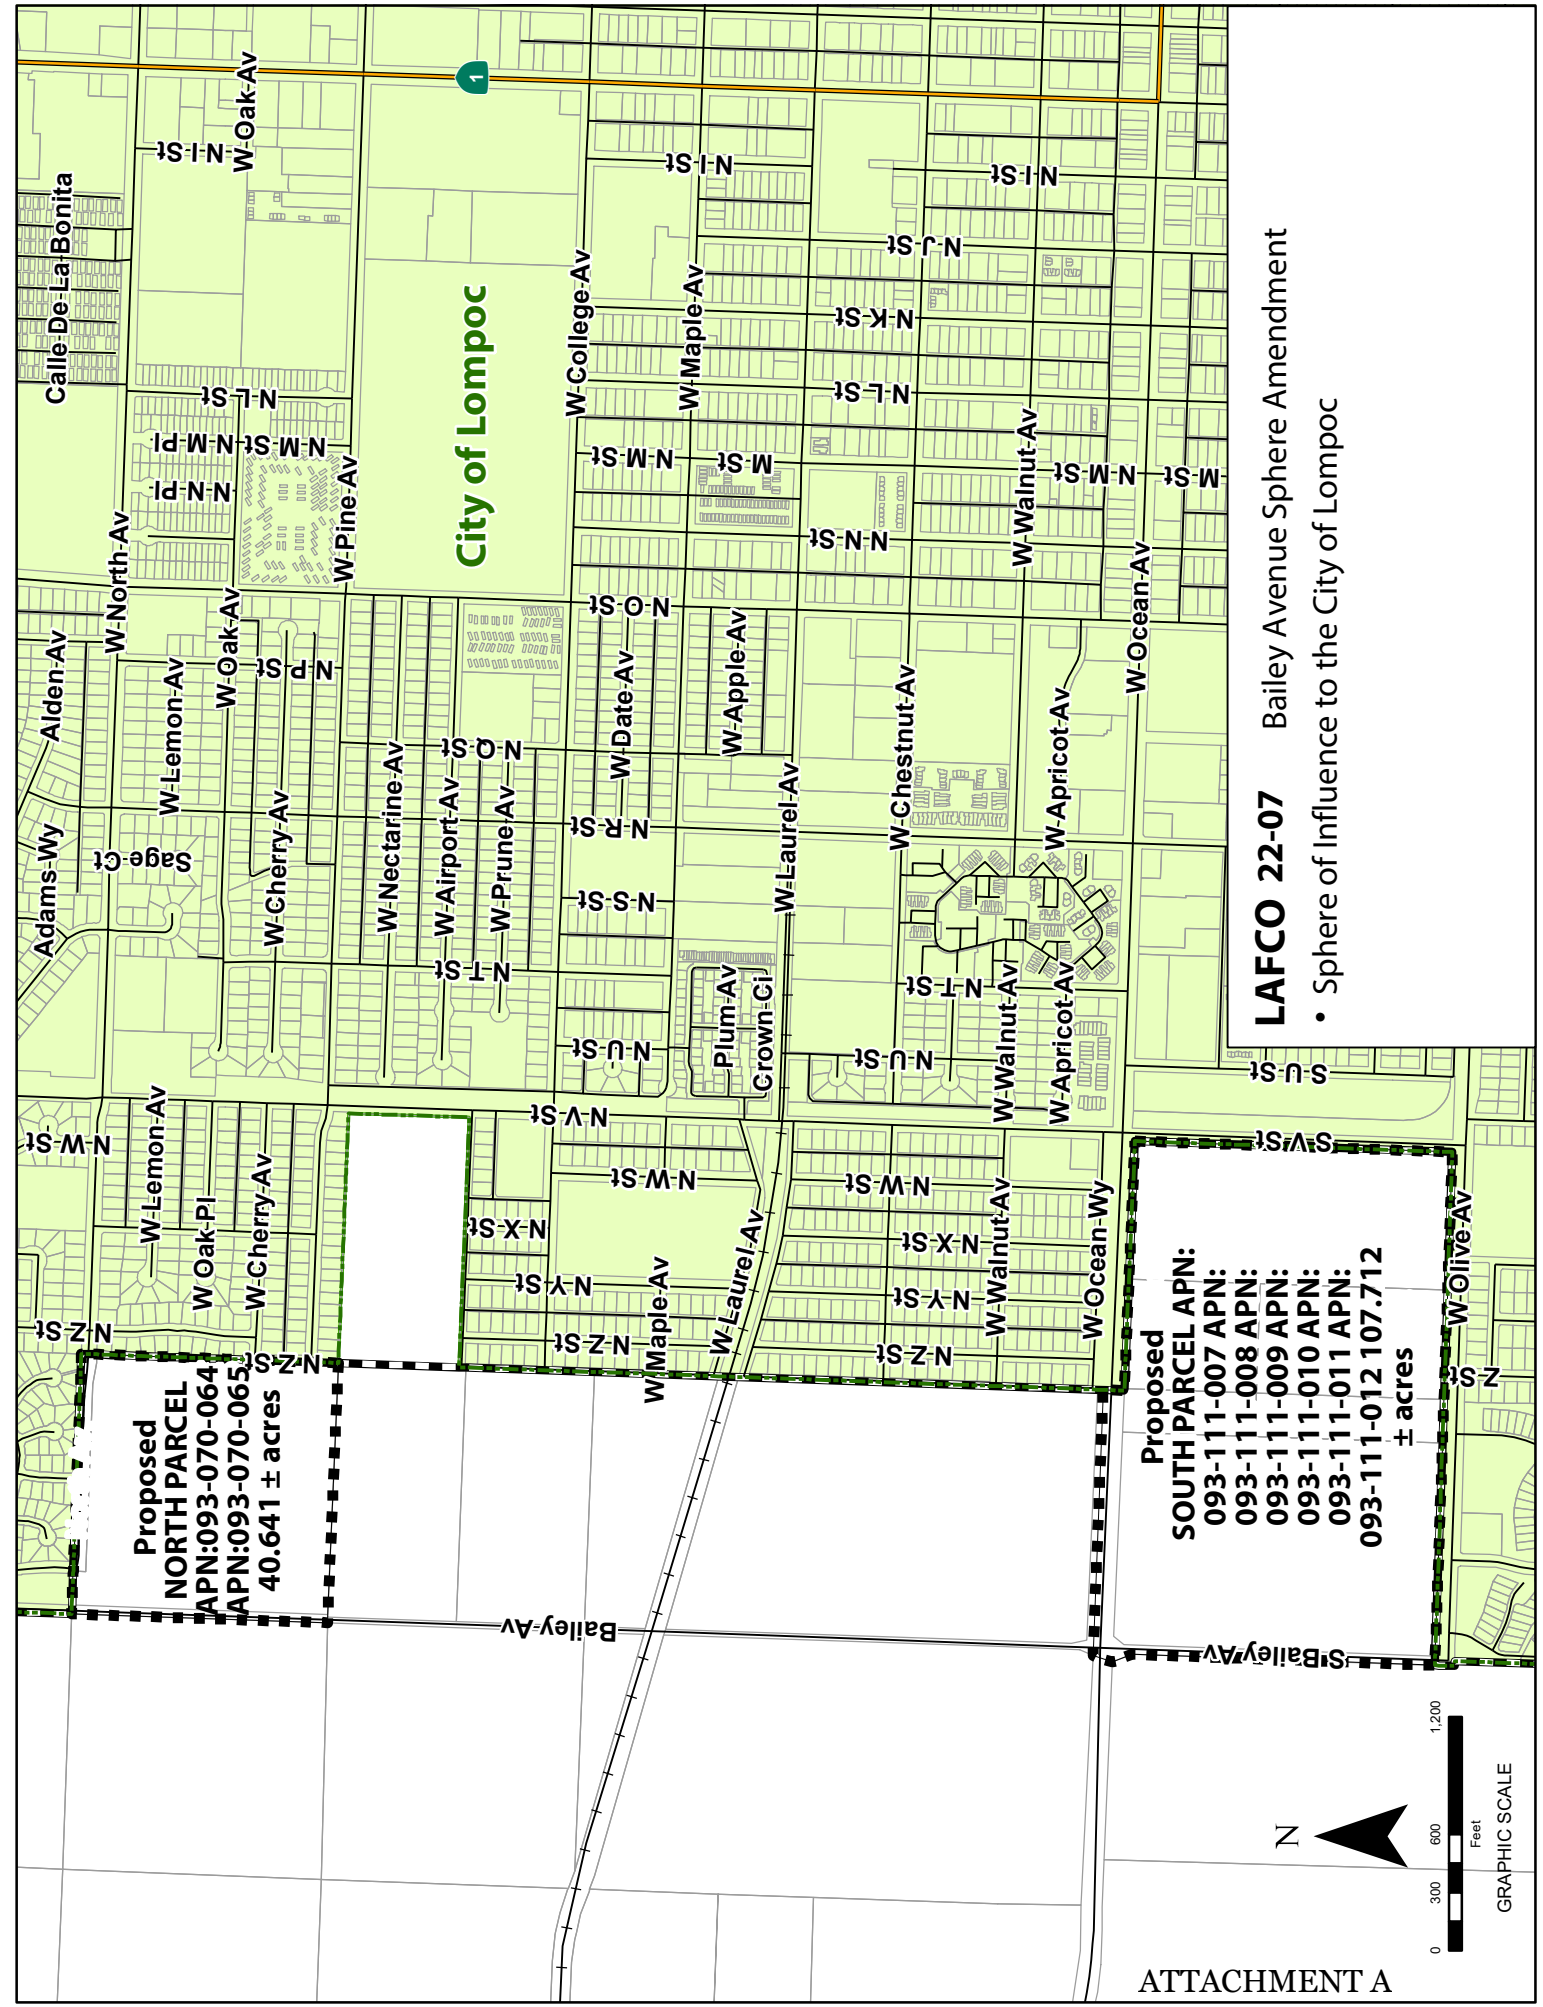 Calle De La Bonita
N I St
W Oak Av
1
N I St
N I St
N J St
N K St
N L St
N L St
N M Pl
N M St
N N Pl
W North Av
W Pine Av
City of Lompoc
W College Av
W Maple Av
N M St
M St
N M St
M St
W Walnut Av
N N St
W Ocean Av
Alden Av
W Lemon Av
W Oak Av
N P St
N O St
W Date Av
W Apple Av
W Chestnut Av
W Apricot Av
Adams Wy
Sage Ct
W Cherry Av
W Nectarine Av
W Airport Av
N Q St
W Prune Av
N R St
N S St
W Laurel Av
N T St
N T St
Plum Av
Crown Ci
N U St
N U St
W Walnut Av
W Apricot Av
S U St
N V St
S V St
N W St
W Lemon Av
W Oak Pl
W Cherry Av
N W St
N W St
N X St
N X St
N Y St
N Y St
W Walnut Av
W Ocean Wy
W Olive Av
N Z St
N Z St
N Z St
W Maple Av
W Laurel Av
N Z St
Z St
Proposed
NORTH PARCEL
APN:093-070-064
APN:093-070-065
40.641 ± acres
Proposed
SOUTH PARCEL APN:
093-111-007 APN:
093-111-008 APN:
093-111-009 APN:
093-111-010 APN:
093-111-011 APN:
093-111-012 107.712
± acres
Bailey Av
S Bailey Av
LAFCO 22-07 Bailey Avenue Sphere Amendment
• Sphere of Influence to the City of Lompoc
N
0 300 600 1,200
Feet
GRAPHIC SCALE
ATTACHMENT A